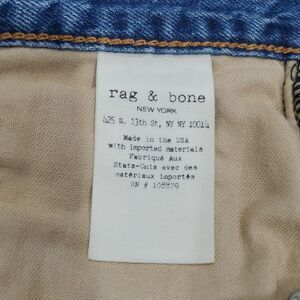 rag & bone
NEW YORK
425 W. 13th St, NY NY 10014
Made in the USA
with imported materials
Fabriqué Aux
Etats-Unis avec des
matériaux importés
RN # 108879